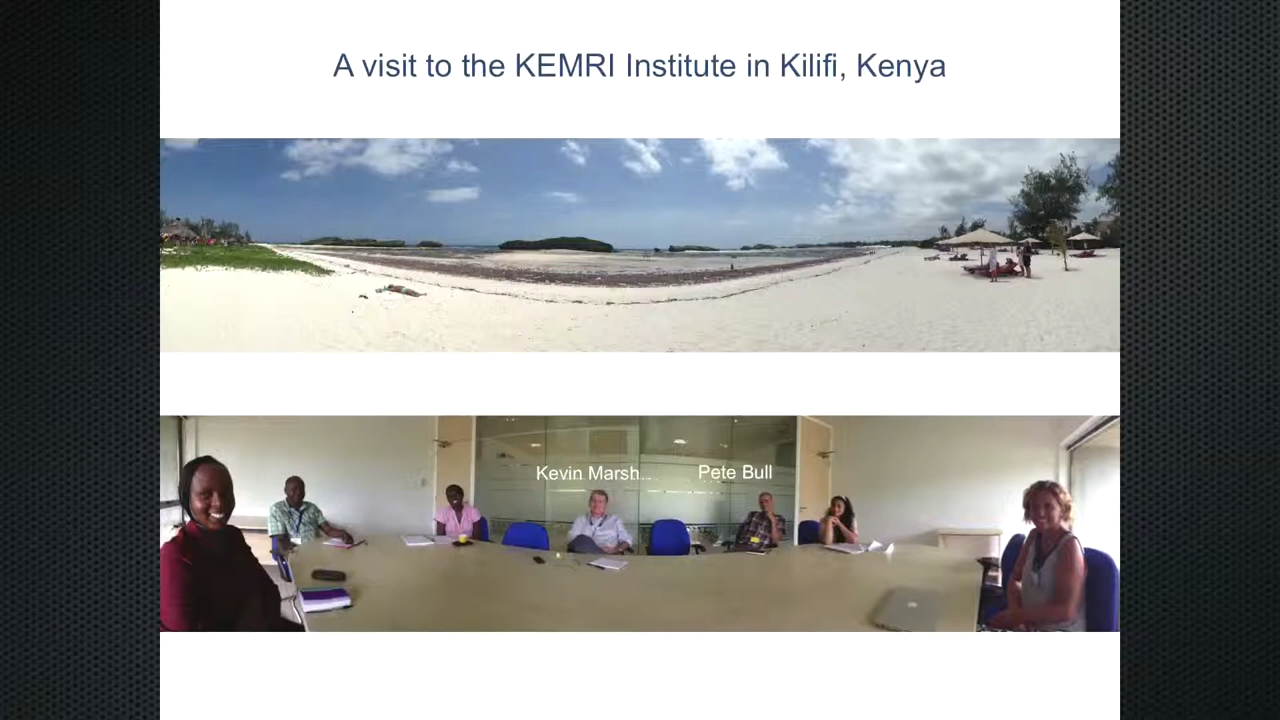 A visit to the KEMRI Institute in Kilifi, Kenya
Kevin Marsh...
Pete Bull